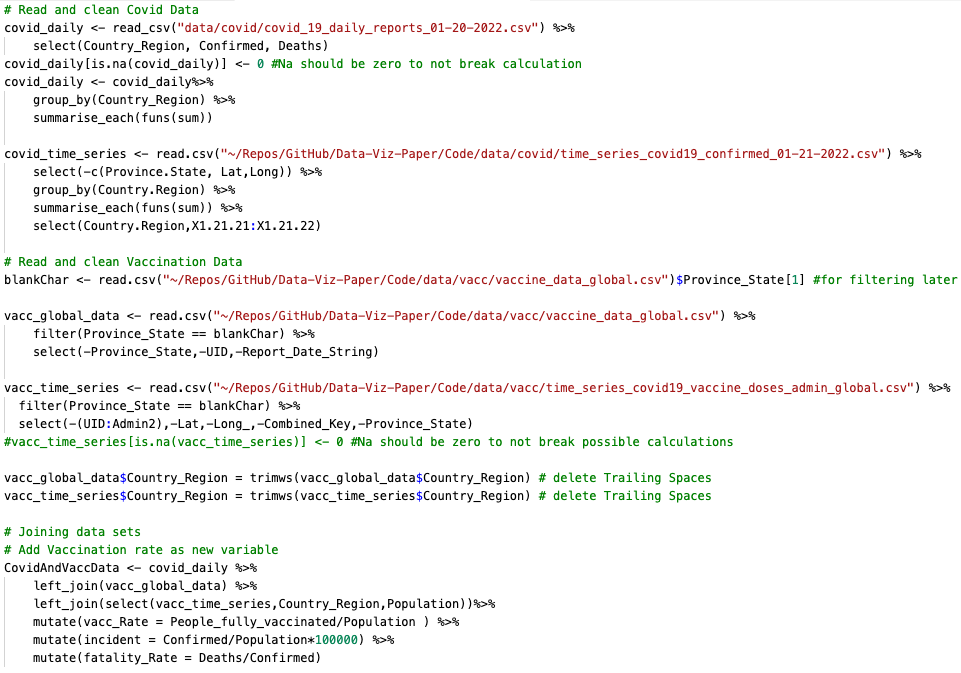 # Read and clean Covid Data
covid_daily <- read_csv("data/covid/covid_19_daily_reports_01-20-2022.csv") %>%
    select(Country_Region, Confirmed, Deaths)
covid_daily[is.na(covid_daily)] <- 0 #Na should be zero to not break calculation
covid_daily <- covid_daily%>%
    group_by(Country_Region) %>%
    summarise_each(funs(sum))

covid_time_series <- read.csv("~/Repos/GitHub/Data-Viz-Paper/Code/data/covid/time_series_covid19_confirmed_01-21-2022.csv") %>%
    select(-c(Province.State, Lat,Long)) %>%
    group_by(Country.Region) %>%
    summarise_each(funs(sum)) %>%
    select(Country.Region,X1.21.21:X1.21.22)

# Read and clean Vaccination Data
blankChar <- read.csv("~/Repos/GitHub/Data-Viz-Paper/Code/data/vacc/vaccine_data_global.csv")$Province_State[1] #for filtering later

vacc_global_data <- read.csv("~/Repos/GitHub/Data-Viz-Paper/Code/data/vacc/vaccine_data_global.csv") %>%
    filter(Province_State == blankChar) %>%
    select(-Province_State,-UID,-Report_Date_String)

vacc_time_series <- read.csv("~/Repos/GitHub/Data-Viz-Paper/Code/data/vacc/time_series_covid19_vaccine_doses_admin_global.csv") %>%
  filter(Province_State == blankChar) %>%
  select(-(UID:Admin2),-Lat,-Long_,-Combined_Key,-Province_State)
#vacc_time_series[is.na(vacc_time_series)] <- 0 #Na should be zero to not break possible calculations

vacc_global_data$Country_Region = trimws(vacc_global_data$Country_Region) # delete Trailing Spaces
vacc_time_series$Country_Region = trimws(vacc_time_series$Country_Region) # delete Trailing Spaces

# Joining data sets
# Add Vaccination rate as new variable
CovidAndVaccData <- covid_daily %>%
    left_join(vacc_global_data) %>%
    left_join(select(vacc_time_series,Country_Region,Population))%>%
    mutate(vacc_Rate = People_fully_vaccinated/Population ) %>%
    mutate(incident = Confirmed/Population*100000) %>%
    mutate(fatality_Rate = Deaths/Confirmed)